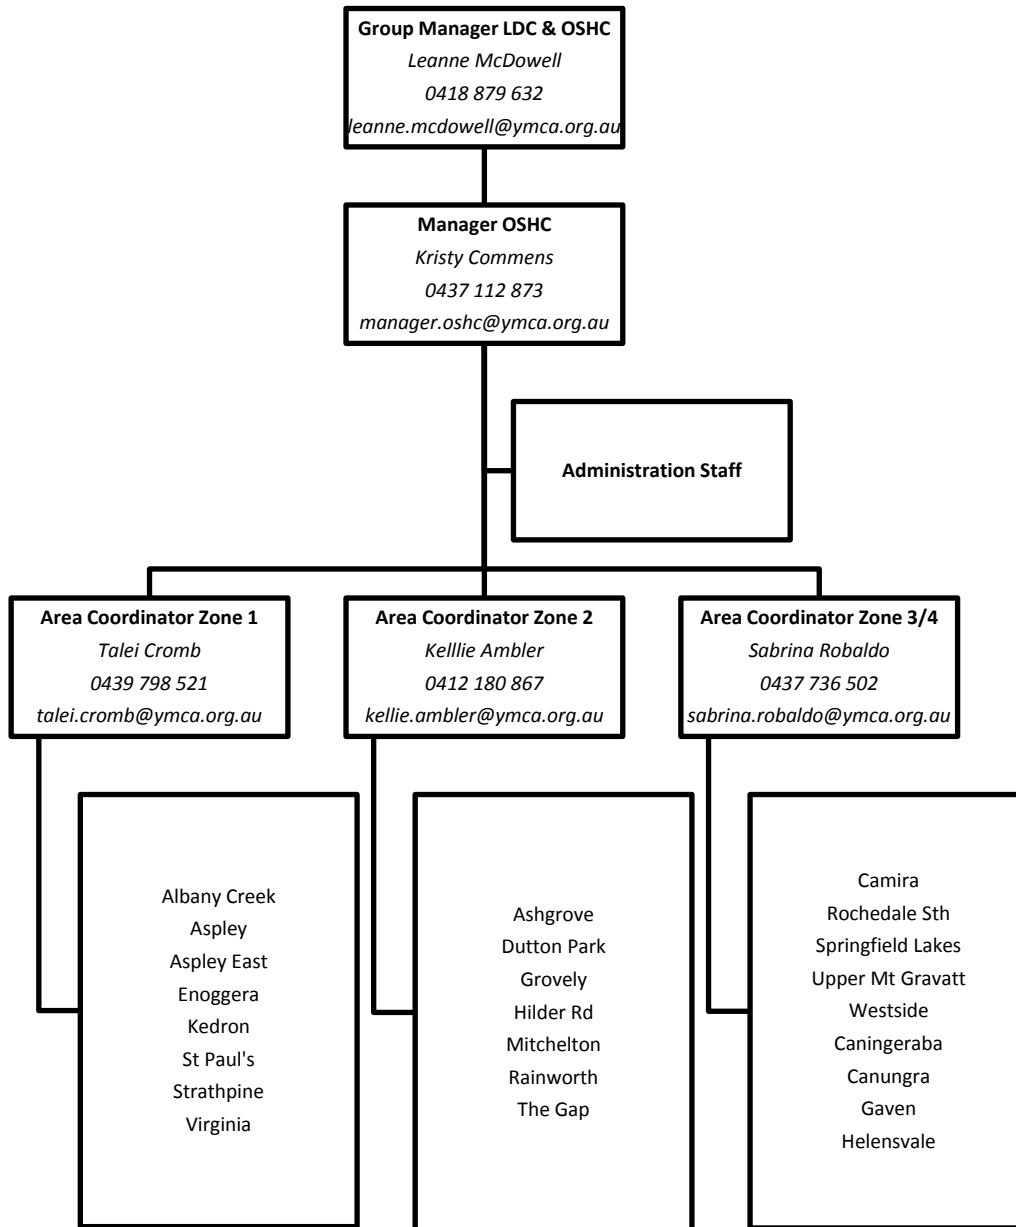 Group Manager LDC & OSHC
Leanne McDowell
0418 879 632
leanne.mcdowell@ymca.org.au
Manager OSHC
Kristy Commens
0437 112 873
manager.oshc@ymca.org.au
Administration Staff
Area Coordinator Zone 1
Talei Cromb
0439 798 521
talei.cromb@ymca.org.au
Area Coordinator Zone 2
Kelllie Ambler
0412 180 867
kellie.ambler@ymca.org.au
Area Coordinator Zone 3/4
Sabrina Robaldo
0437 736 502
sabrina.robaldo@ymca.org.au
Albany Creek
Aspley
Aspley East
Enoggera
Kedron
St Paul's
Strathpine
Virginia
Ashgrove
Dutton Park
Grovely
Hilder Rd
Mitchelton
Rainworth
The Gap
Camira
Rochedale Sth
Springfield Lakes
Upper Mt Gravatt
Westside
Caningeraba
Canungra
Gaven
Helensvale